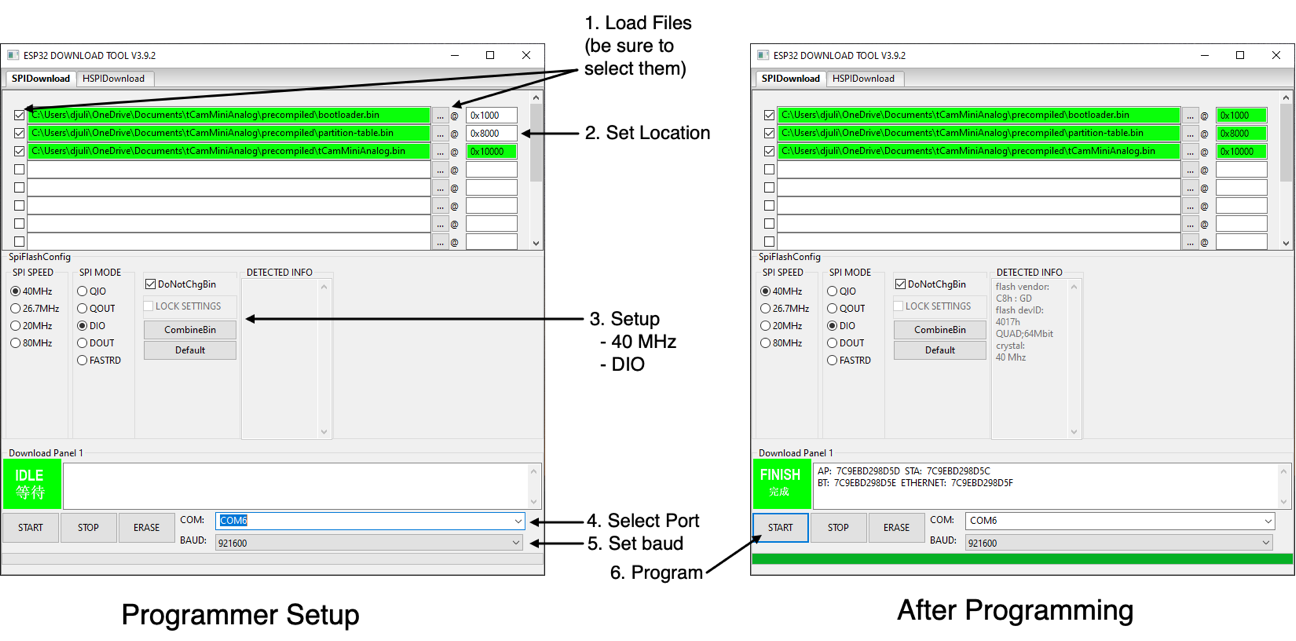 1. Load Files
(be sure to
select them)
ESP32 DOWNLOAD TOOL V3.9.2
SPIDownload HSPIDownload
C:\Users\djuli\OneDrive\Documents\tCamMiniAnalog\precompiled\bootloader.bin ... @ 0x1000
C:\Users\djuli\OneDrive\Documents\tCamMiniAnalog\precompiled\partition-table.bin ... @ 0x8000
C:\Users\djuli\OneDrive\Documents\tCamMiniAnalog\precompiled\tCamMiniAnalog.bin ... @ 0x10000
... @
... @
... @
... @
... @
2. Set Location
SpiFlashConfig
SPI SPEED
40MHz
26.7MHz
20MHz
80MHz
SPI MODE
QIO
QOUT
DIO
DOUT
FASTRD
DoNotChgBin
LOCK SETTINGS
CombineBin
Default
DETECTED INFO
3. Setup
- 40 MHz
- DIO
Download Panel 1
IDLE
等待
START STOP ERASE
COM: COM6
BAUD: 921600
4. Select Port
5. Set baud
6. Program
Programmer Setup
ESP32 DOWNLOAD TOOL V3.9.2
SPIDownload HSPIDownload
C:\Users\djuli\OneDrive\Documents\tCamMiniAnalog\precompiled\bootloader.bin ... @ 0x1000
C:\Users\djuli\OneDrive\Documents\tCamMiniAnalog\precompiled\partition-table.bin ... @ 0x8000
C:\Users\djuli\OneDrive\Documents\tCamMiniAnalog\precompiled\tCamMiniAnalog.bin ... @ 0x10000
... @
... @
... @
... @
... @
SpiFlashConfig
SPI SPEED
40MHz
26.7MHz
20MHz
80MHz
SPI MODE
QIO
QOUT
DIO
DOUT
FASTRD
DoNotChgBin
LOCK SETTINGS
CombineBin
Default
DETECTED INFO
flash vendor:
C8h : GD
flash devID:
4017h
QUAD;64Mbit
crystal:
40 Mhz
Download Panel 1
FINISH
完成
AP: 7C9EBD298D5D STA: 7C9EBD298D5C
BT: 7C9EBD298D5E ETHERNET: 7C9EBD298D5F
START STOP ERASE
COM: COM6
BAUD: 921600
After Programming